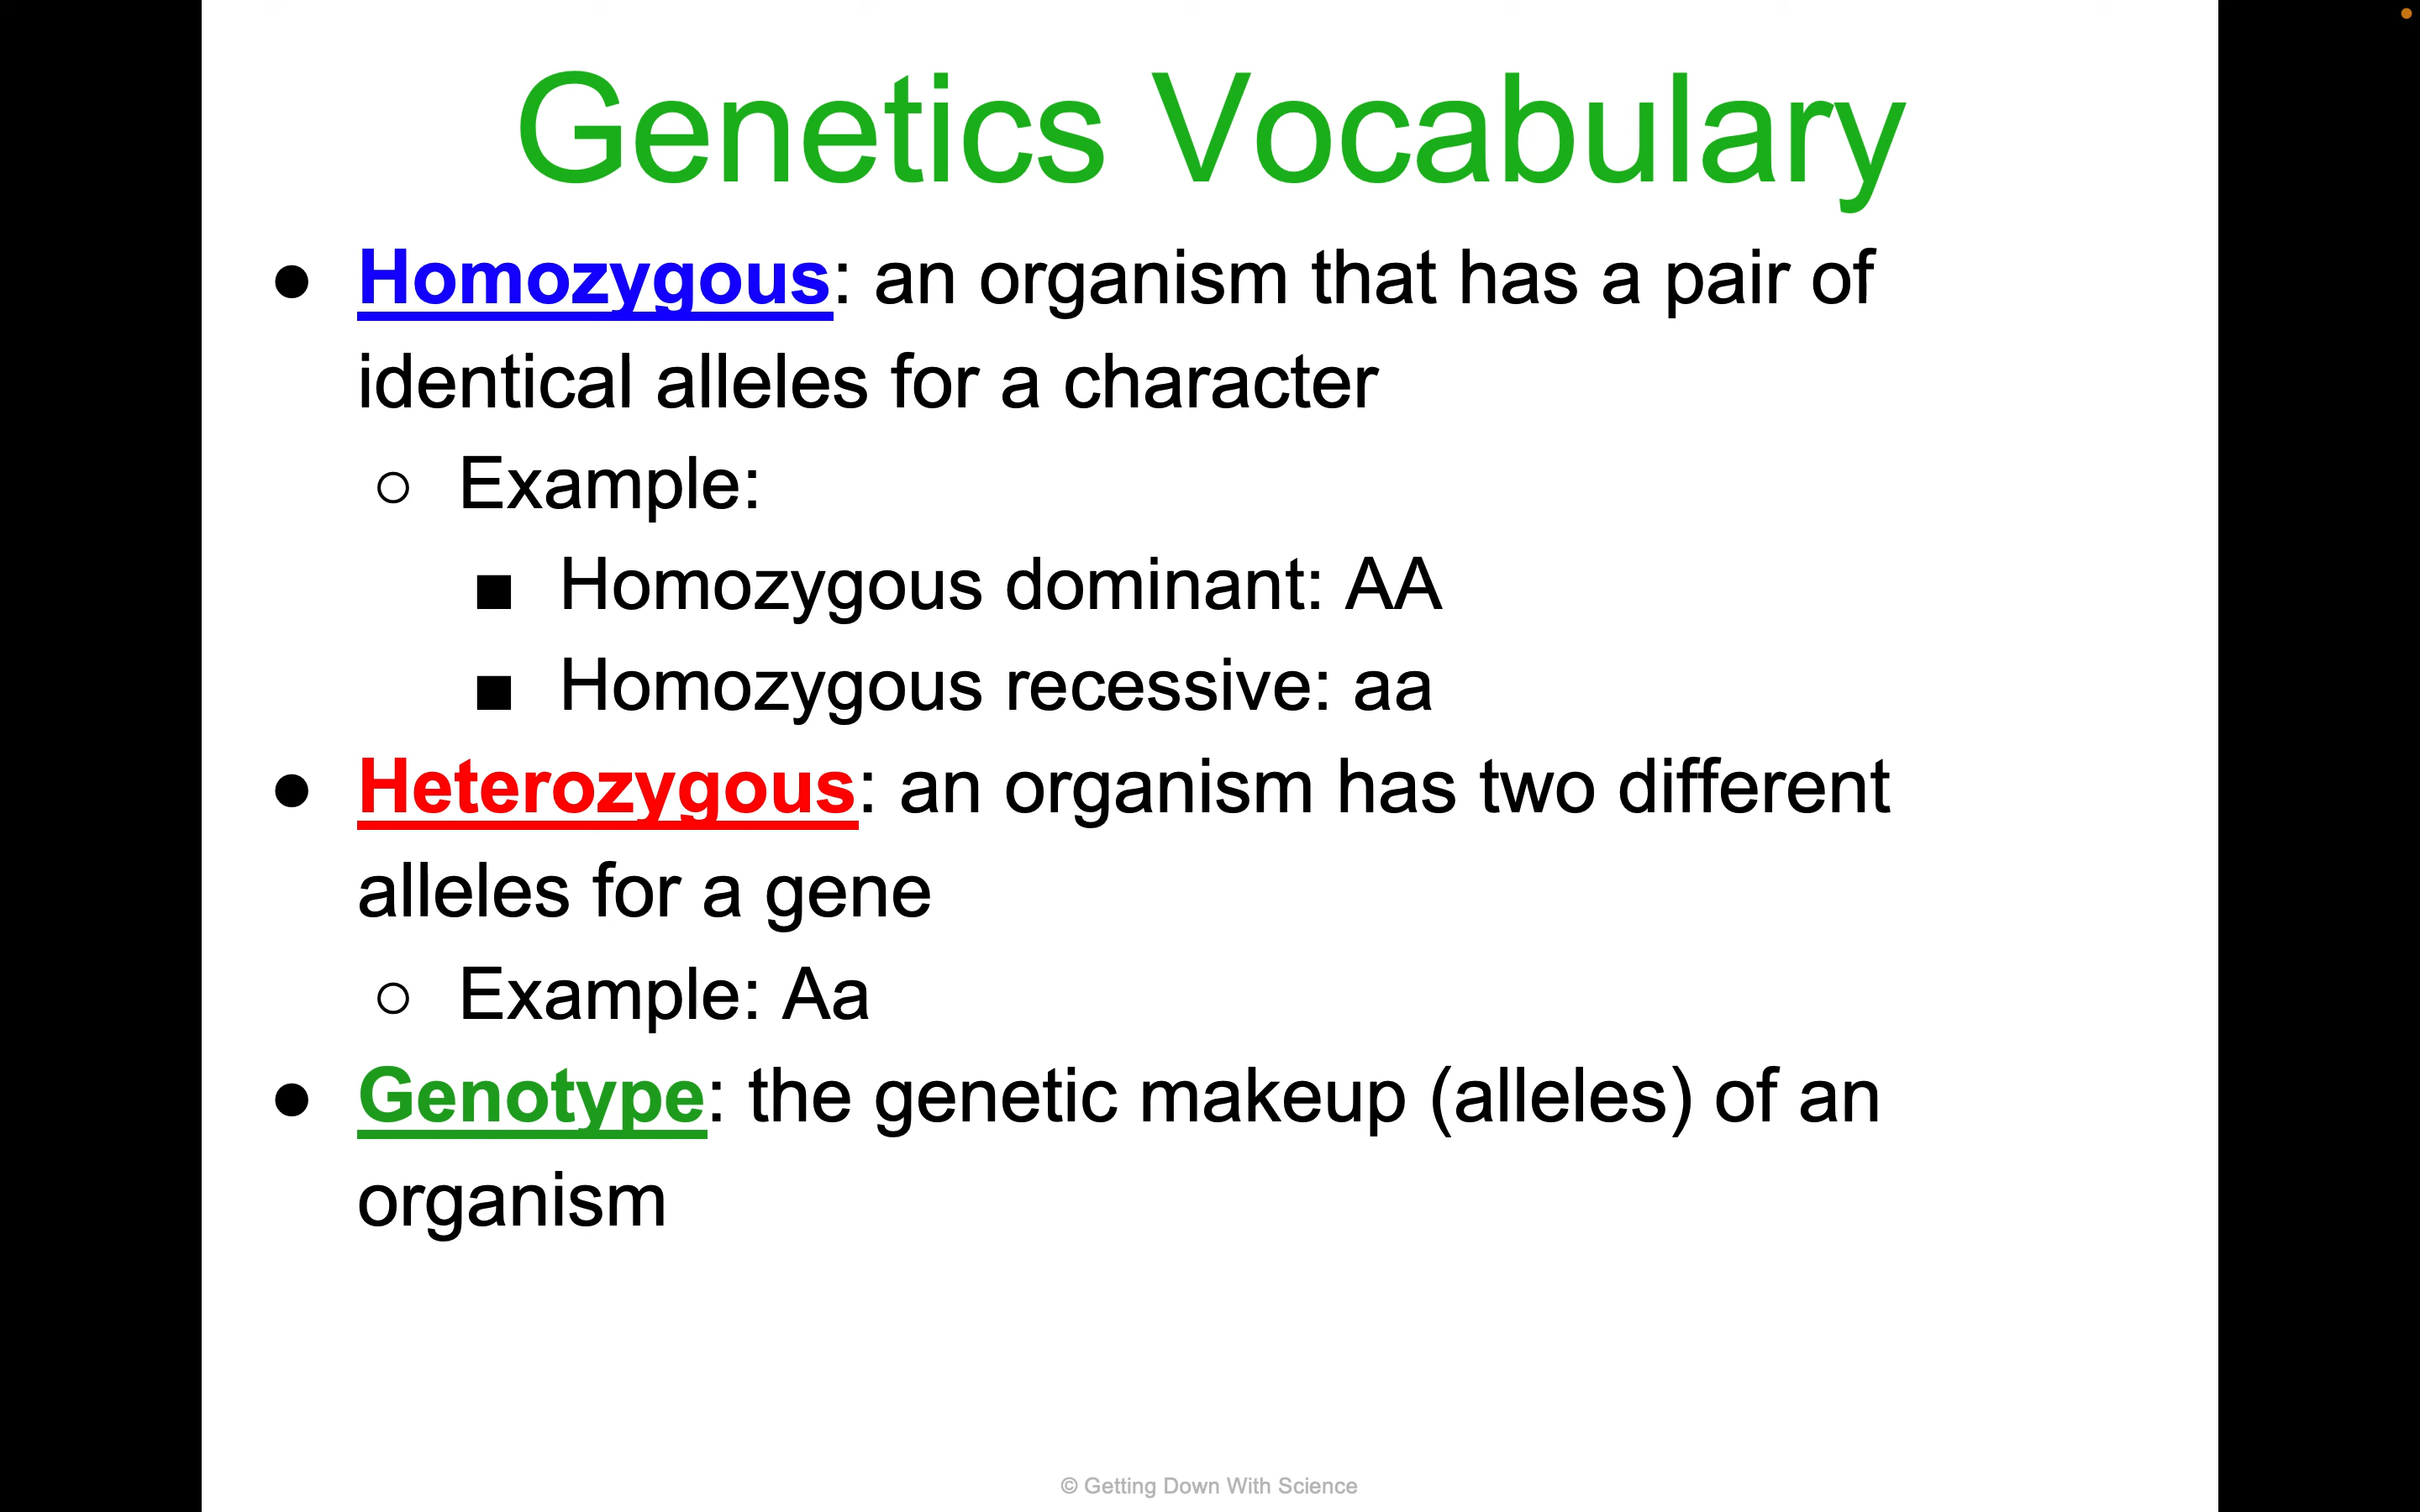 Genetics Vocabulary
● Homozygous: an organism that has a pair of
identical alleles for a character
○ Example:
■ Homozygous dominant: AA
■ Homozygous recessive: aa
● Heterozygous: an organism has two different
alleles for a gene
○ Example: Aa
● Genotype: the genetic makeup (alleles) of an
organism
© Getting Down With Science